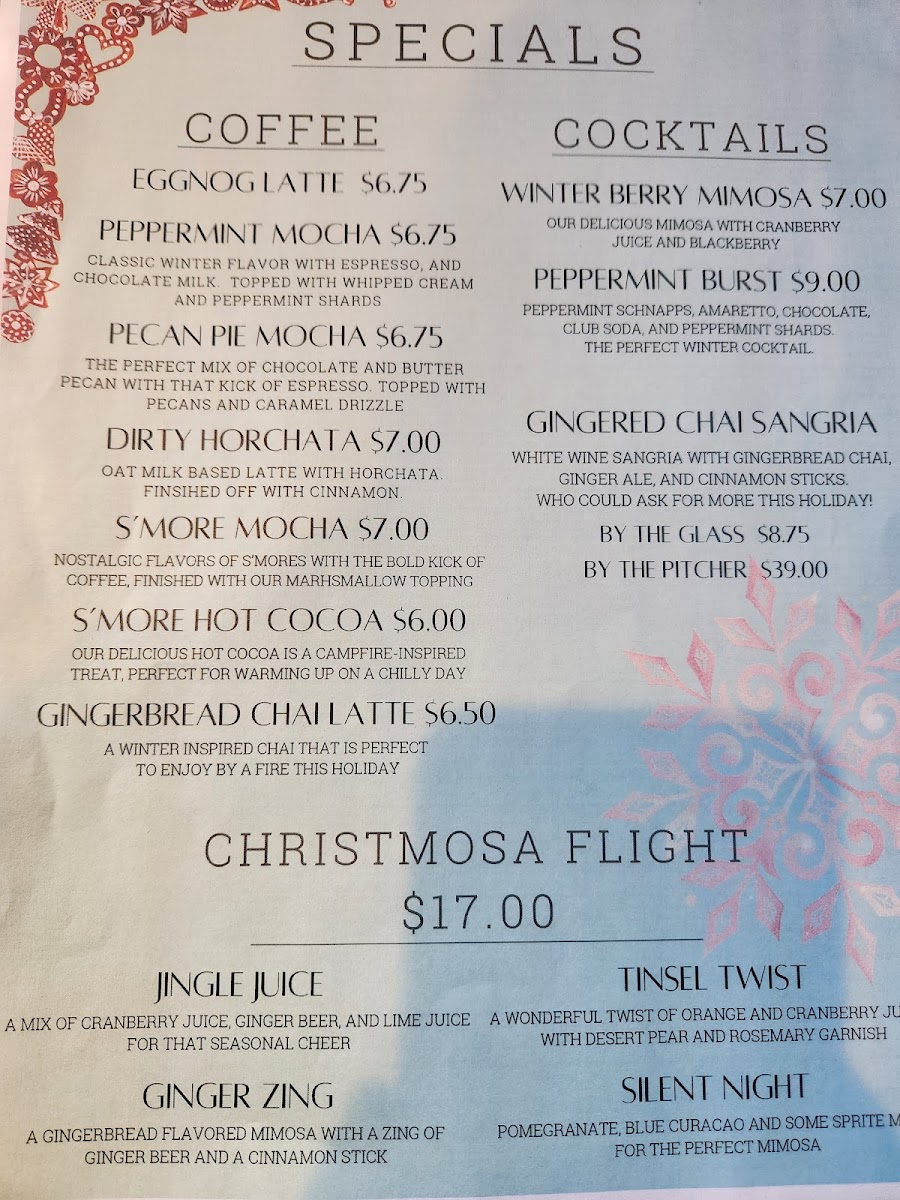 SPECIALS
COFFEE
EGGNOG LATTE $6.75
PEPPERMINT MOCHA $6.75
CLASSIC WINTER FLAVOR WITH ESPRESSO, AND
CHOCOLATE MILK. TOPPED WITH WHIPPED CREAM
AND PEPPERMINT SHARDS
PECAN PIE MOCHA $6.75
THE PERFECT MIX OF CHOCOLATE AND BUTTER
PECAN WITH THAT KICK OF ESPRESSO. TOPPED WITH
PECANS AND CARAMEL DRIZZLE
DIRTY HORCHATA $7.00
OAT MILK BASED LATTE WITH HORCHATA.
FINSIHED OFF WITH CINNAMON.
S'MORE MOCHA $7.00
NOSTALGIC FLAVORS OF S'MORES WITH THE BOLD KICK OF
COFFEE, FINISHED WITH OUR MARHSMALLOW TOPPING
S'MORE HOT COCOA $6.00
OUR DELICIOUS HOT COCOA IS A CAMPFIRE-INSPIRED
TREAT, PERFECT FOR WARMING UP ON A CHILLY DAY
GINGERBREAD CHAI LATTE $6.50
A WINTER INSPIRED CHAI THAT IS PERFECT
TO ENJOY BY A FIRE THIS HOLIDAY
COCKTAILS
WINTER BERRY MIMOSA $7.00
OUR DELICIOUS MIMOSA WITH CRANBERRY
JUICE AND BLACKBERRY
PEPPERMINT BURST $9.00
PEPPERMINT SCHNAPPS, AMARETTO, CHOCOLATE,
CLUB SODA, AND PEPPERMINT SHARDS.
THE PERFECT WINTER COCKTAIL.
GINGERED CHAI SANGRIA
WHITE WINE SANGRIA WITH GINGERBREAD CHAI,
GINGER ALE, AND CINNAMON STICKS.
WHO COULD ASK FOR MORE THIS HOLIDAY!
BY THE GLASS $8.75
BY THE PITCHER $39.00
CHRISTMOSA FLIGHT
$17.00
JINGLE JUICE
A MIX OF CRANBERRY JUICE, GINGER BEER, AND LIME JUICE
FOR THAT SEASONAL CHEER
TINSEL TWIST
A WONDERFUL TWIST OF ORANGE AND CRANBERRY
WITH DESERT PEAR AND ROSEMARY GARNISH
GINGER ZING
A GINGERBREAD FLAVORED MIMOSA WITH A ZING OF
GINGER BEER AND A CINNAMON STICK
SILENT NIGHT
POMEGRANATE, BLUE CURACAO AND SOME SPRITE
FOR THE PERFECT MIMOSA